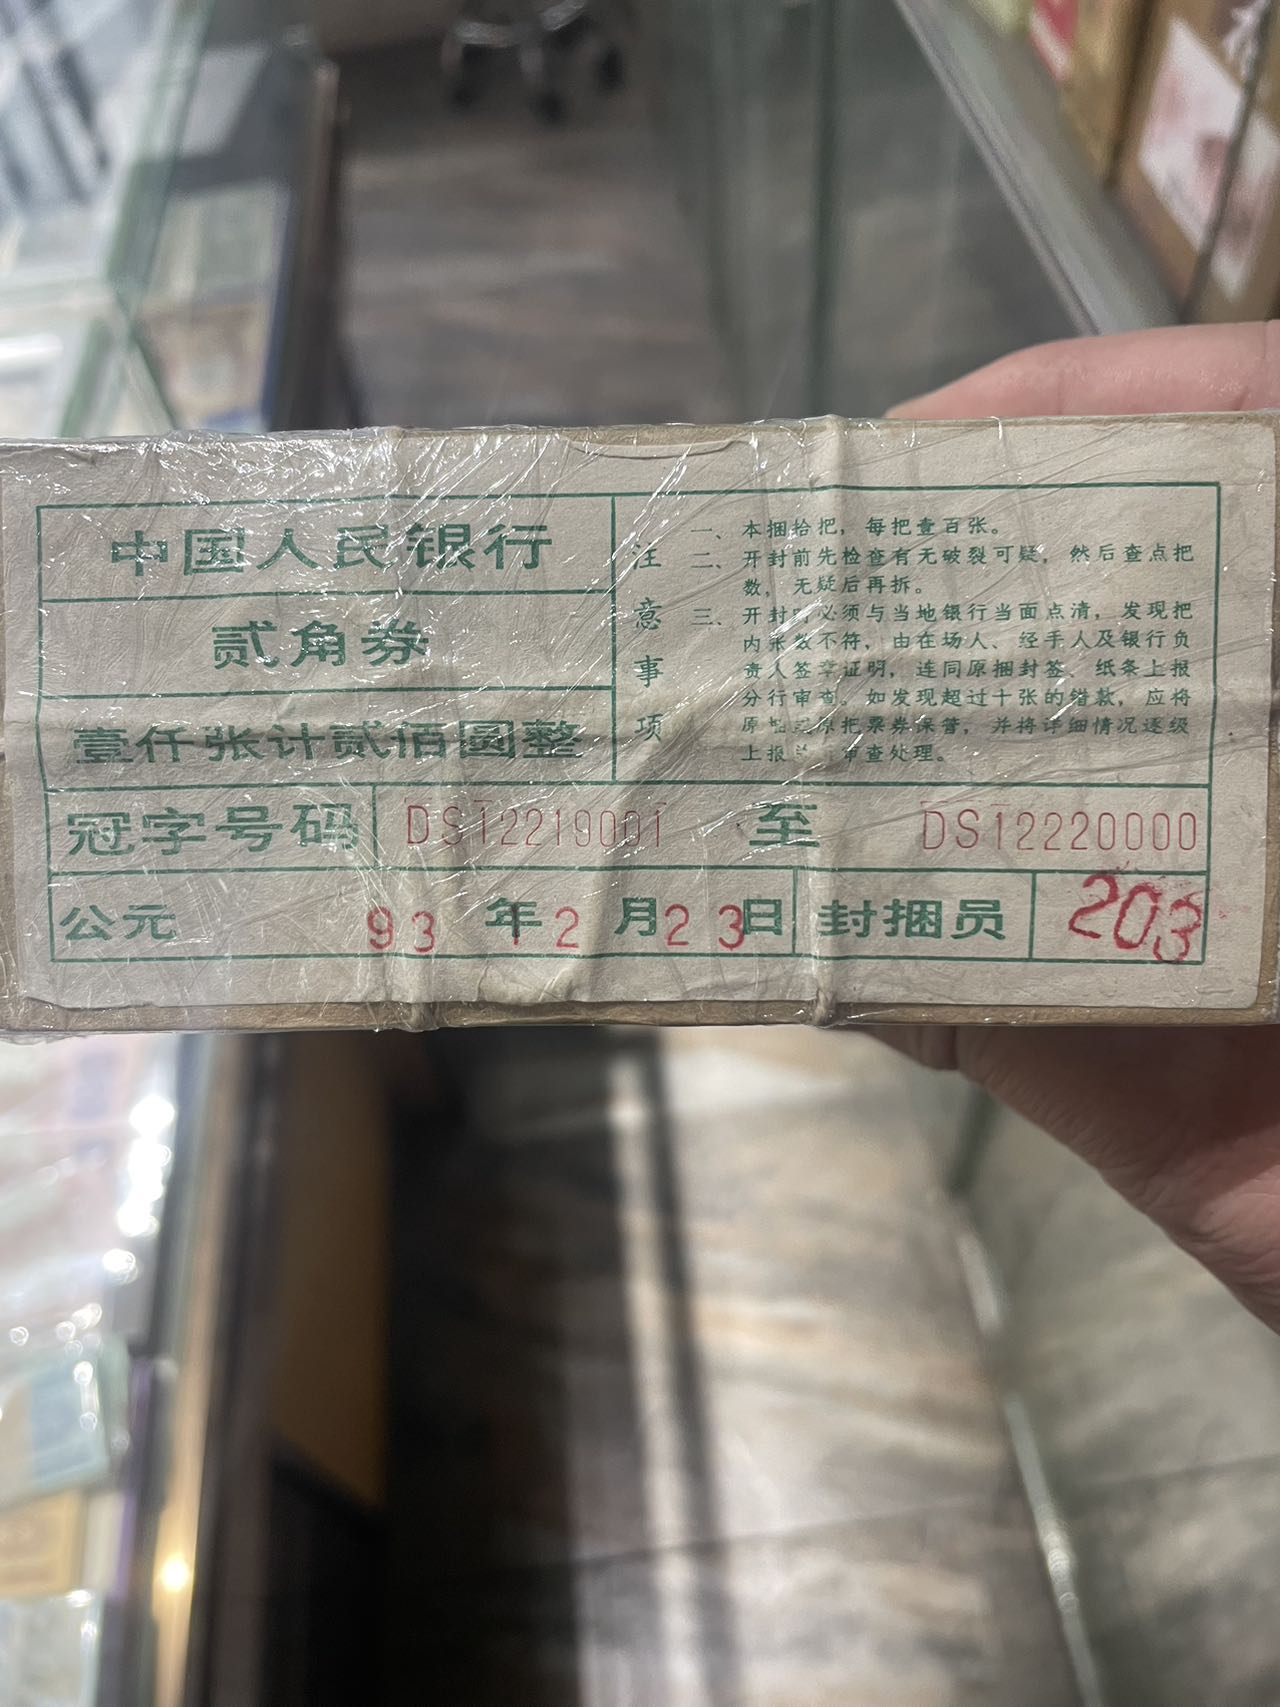 中国人民银行
贰角券
壹仟张计贰佰圆整
注意事项
一、本捆拾把，每把壹百张。
二、开封前先检查有无破裂可疑，然后查点把
数，无疑后再拆。
三、开封时必须与当地银行当面点清，发现把
内张数不符，由在场人、经手人及银行负
责人签章证明，连同原捆封签、纸条上报
分行审查。如发现超过十张的错款，应将
原 原把票券保管，并将详细情况逐级
上报 审查处理。
冠字号码 DS12219001 至 DS12220000
公元 93 年 12 月 23 日 封捆员 203